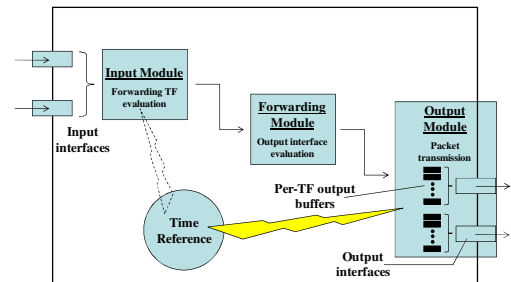 Input Module
Forwarding TF
evaluation
Input
interfaces
Forwarding
Module
Output interface
evaluation
Output
Module
Packet
transmission
Per-TF output
buffers
Time
Reference
Output
interfaces